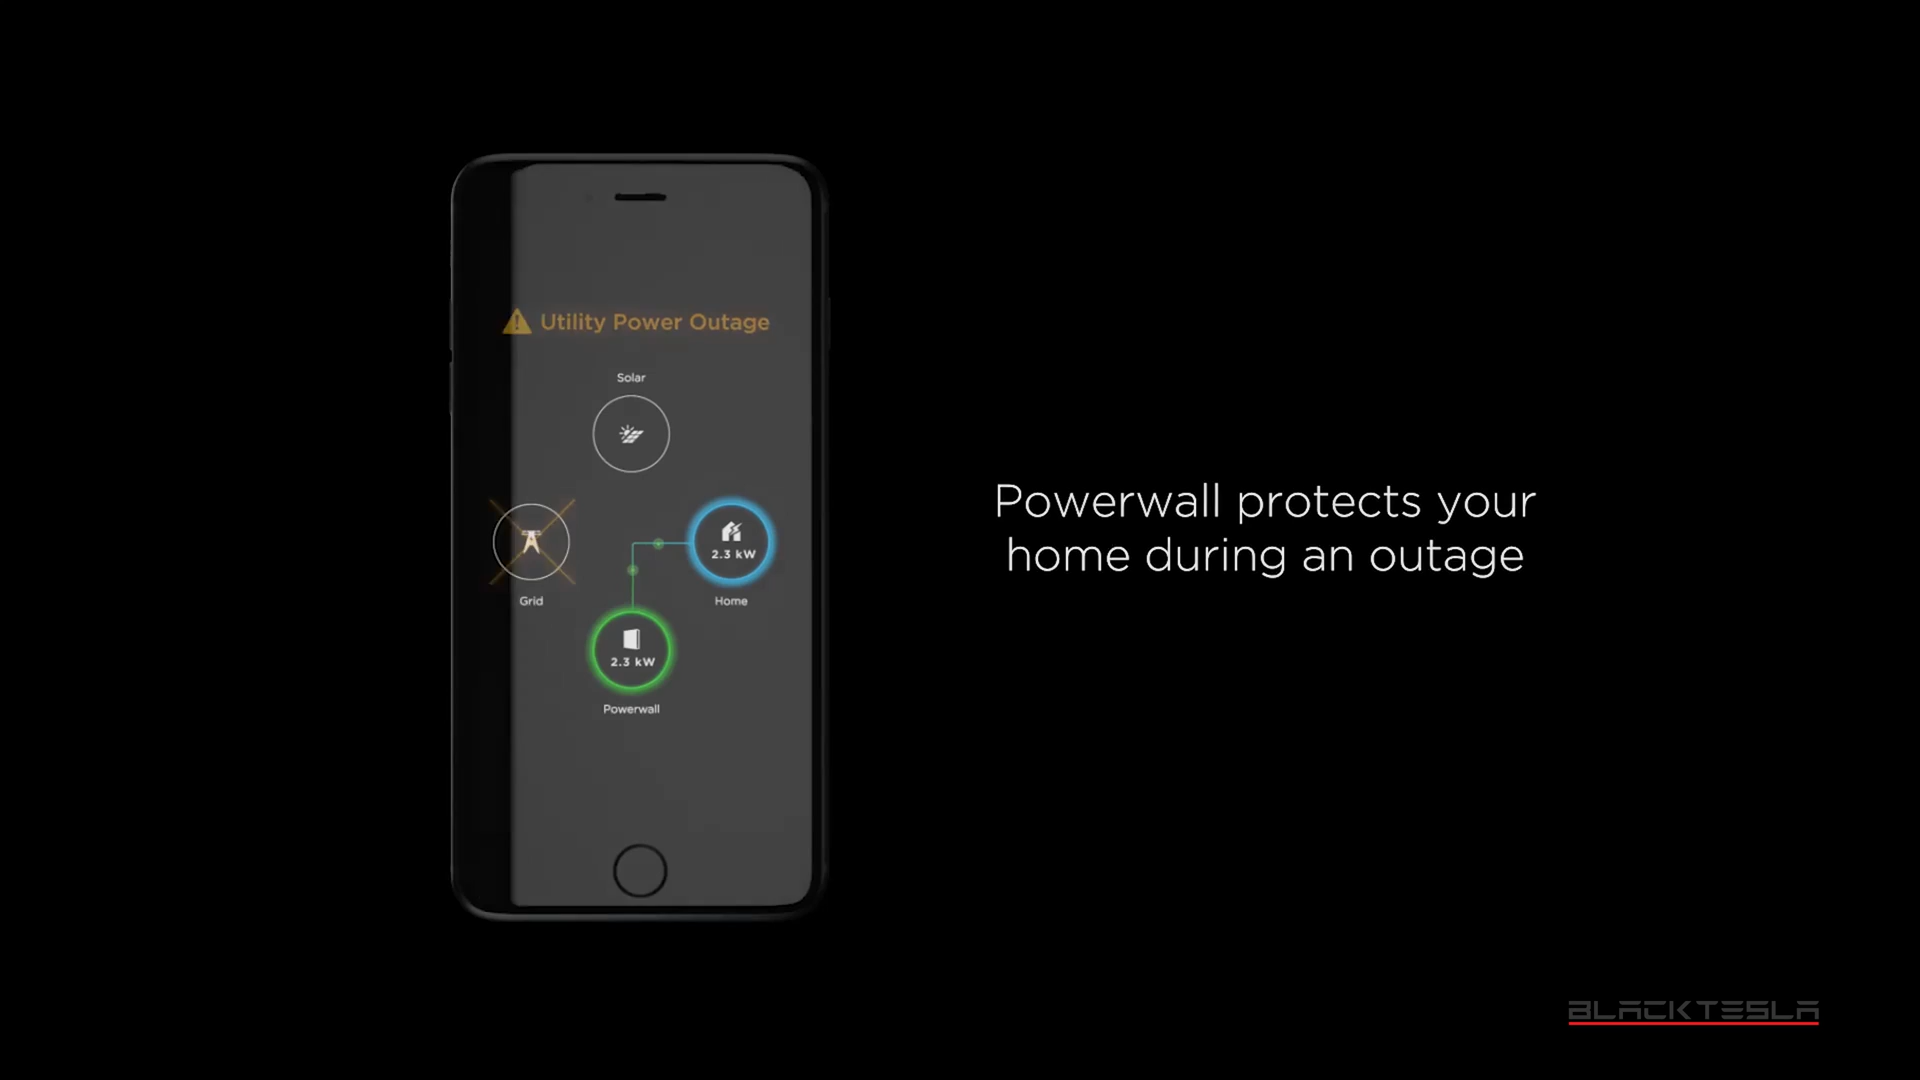 Utility Power Outage
Solar
2.3 kW
Grid
Home
2.3 kW
Powerwall
Powerwall protects your
home during an outage
BLACKTESLA